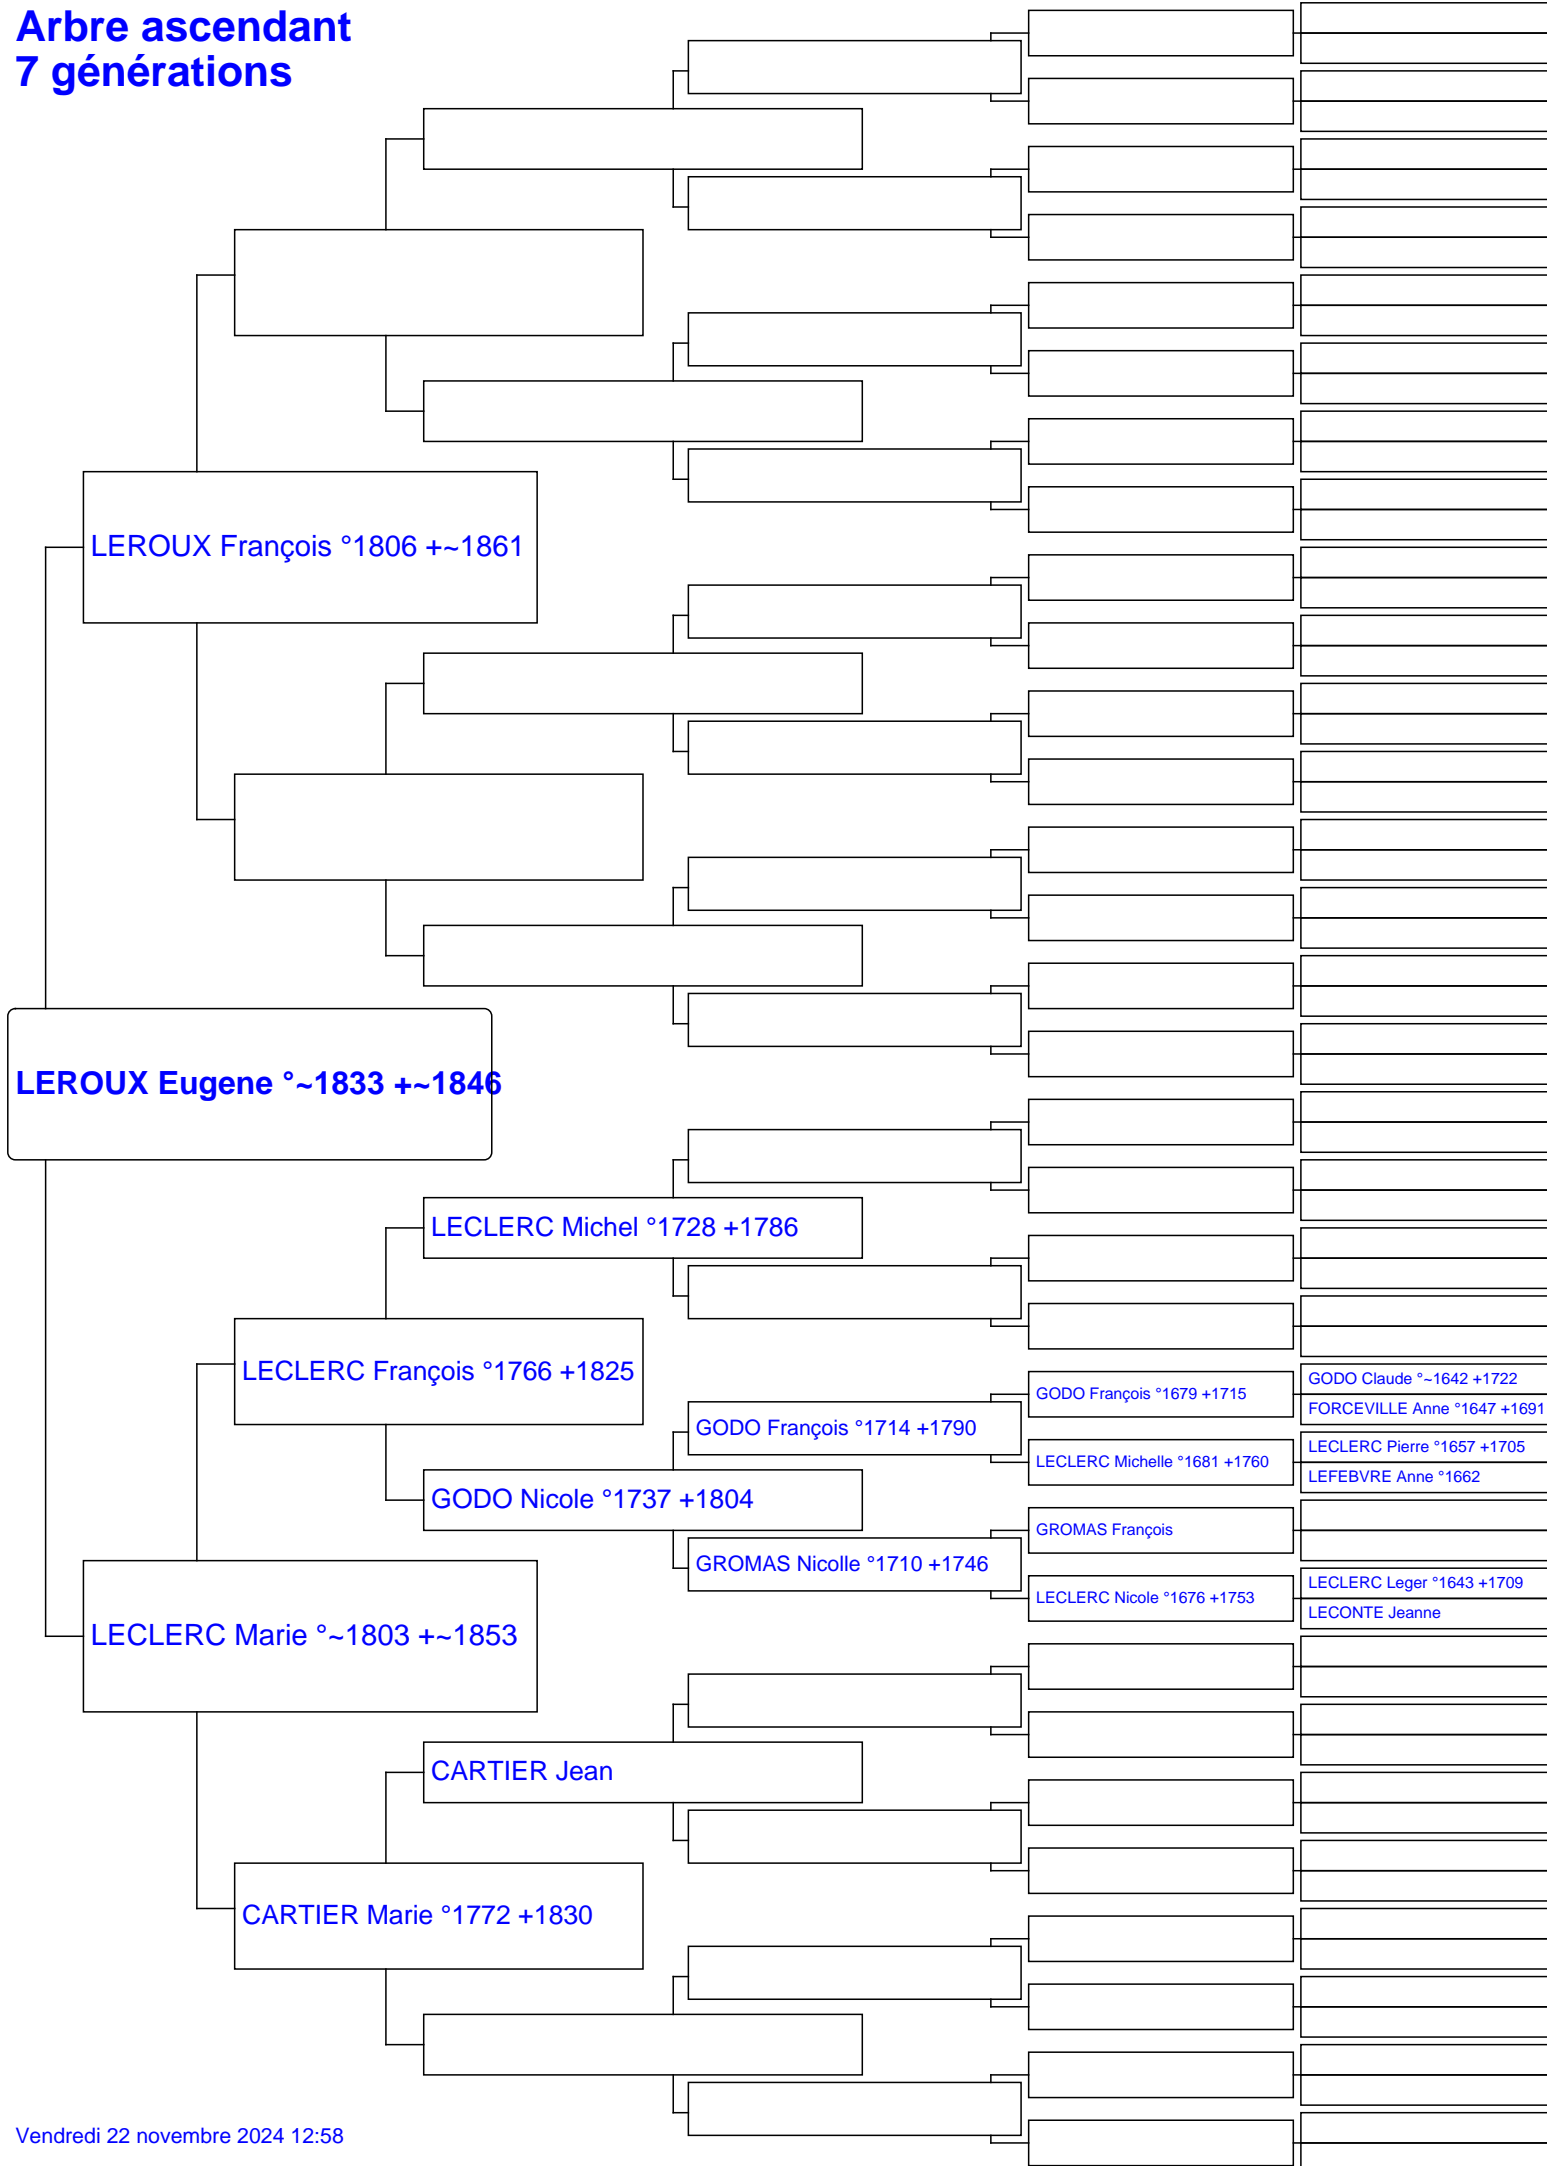 Arbre ascendant
7 générations
LEROUX François °1806 +~1861
LEROUX Eugene °~1833 +~1846
LECLERC Michel °1728 +1786
LECLERC François °1766 +1825
GODO Claude °~1642 +1722
GODO François °1679 +1715
FORCEVILLE Anne °1647 +1691
GODO François °1714 +1790
LECLERC Pierre °1657 +1705
LECLERC Michelle °1681 +1760
LEFEBVRE Anne °1662
GODO Nicole °1737 +1804
GROMAS François
GROMAS Nicolle °1710 +1746
LECLERC Leger °1643 +1709
LECLERC Nicole °1676 +1753
LECONTE Jeanne
LECLERC Marie °~1803 +~1853
CARTIER Jean
CARTIER Marie °1772 +1830
Vendredi 22 novembre 2024 12:58